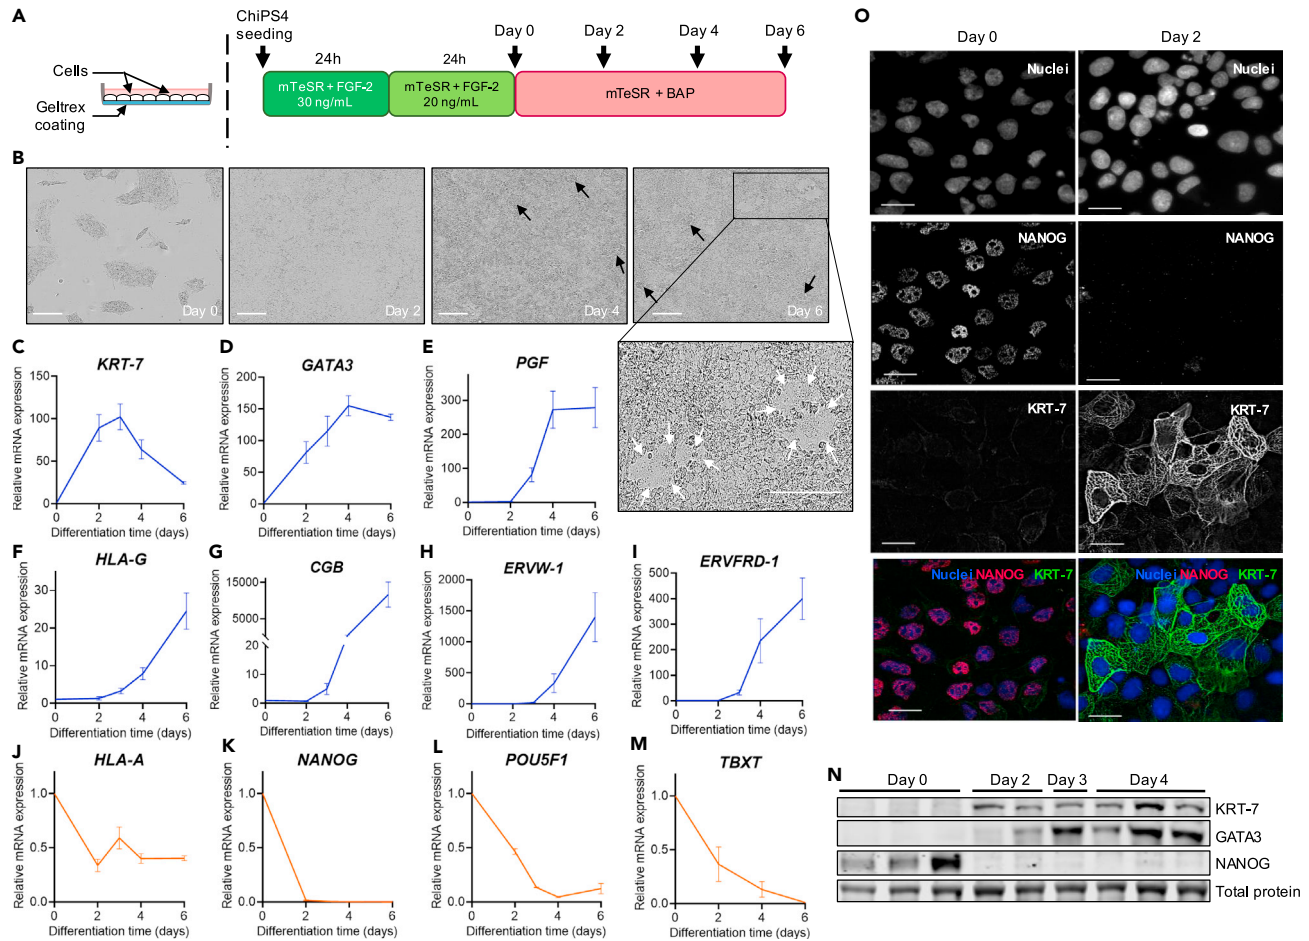 A
ChiPS4
seeding
Day 0
Day 2
Day 4
Day 6
24h
24h
Cells
Geltrex
coating
mTeSR + FGF-2
30 ng/mL
mTeSR + FGF-2
20 ng/mL
mTeSR + BAP
B
Day 0
Day 2
Day 4
Day 6
C
KRT-7
Relative mRNA expression
150
100
50
0
0 2 4 6
Differentiation time (days)
D
GATA3
Relative mRNA expression
200
150
100
50
0
0 2 4 6
Differentiation time (days)
E
PGF
Relative mRNA expression
300
200
100
0
0 2 4 6
Differentiation time (days)
F
HLA-G
Relative mRNA expression
30
20
10
0
0 2 4 6
Differentiation time (days)
G
CGB
Relative mRNA expression
15000
5000
20
10
0
0 2 4 6
Differentiation time (days)
H
ERVW-1
Relative mRNA expression
2000
1500
1000
500
0
0 2 4 6
Differentiation time (days)
I
ERVFRD-1
Relative mRNA expression
500
400
300
200
100
0
0 2 4 6
Differentiation time (days)
J
HLA-A
Relative mRNA expression
1.0
0.5
0.0
0 2 4 6
Differentiation time (days)
K
NANOG
Relative mRNA expression
1.0
0.5
0.0
0 2 4 6
Differentiation time (days)
L
POU5F1
Relative mRNA expression
1.0
0.5
0.0
0 2 4 6
Differentiation time (days)
M
TBXT
Relative mRNA expression
1.0
0.5
0.0
0 2 4 6
Differentiation time (days)
N
Day 0
Day 2
Day 3
Day 4
KRT-7
GATA3
NANOG
Total protein
O
Day 0
Day 2
Nuclei
Nuclei
NANOG
NANOG
KRT-7
KRT-7
Nuclei NANOG KRT-7
Nuclei NANOG KRT-7